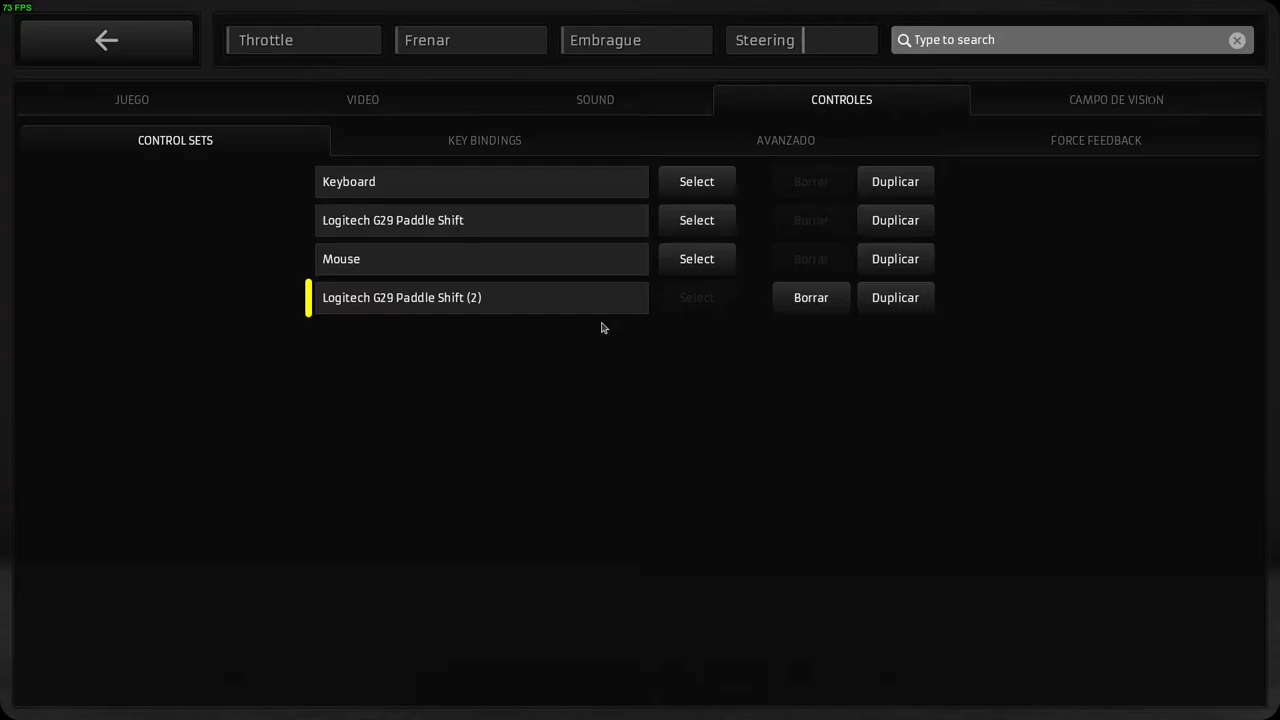 73 FPS
Throttle
Frenar
Embrague
Steering
Type to search
JUEGO
VIDEO
SOUND
CONTROLES
CAMPO DE VISIóN
CONTROL SETS
KEY BINDINGS
AVANZADO
FORCE FEEDBACK
Keyboard Select Borrar Duplicar
Logitech G29 Paddle Shift Select Borrar Duplicar
Mouse Select Borrar Duplicar
Logitech G29 Paddle Shift (2) Select Borrar Duplicar